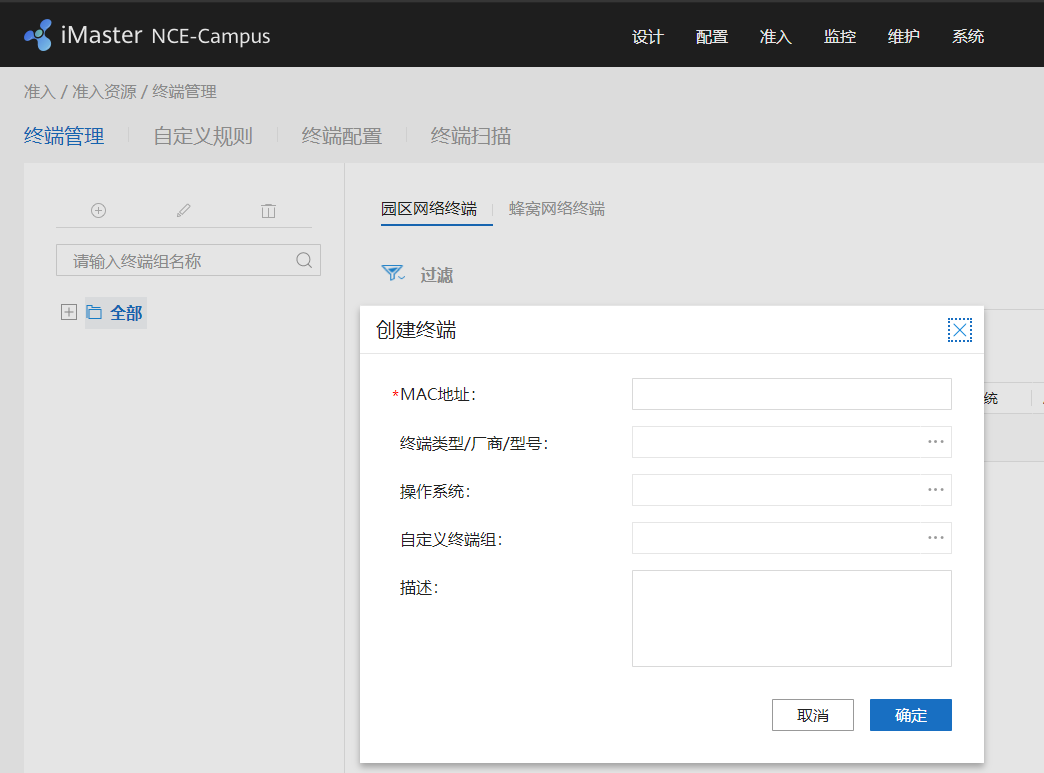 iMaster NCE-Campus
设计 配置 准入 监控 维护 系统
准入 / 准入资源 / 终端管理
终端管理 自定义规则 终端配置 终端扫描
园区网络终端 蜂窝网络终端
请输入终端组名称
过滤
全部
创建终端
*MAC地址:
统
终端类型/厂商/型号:
操作系统:
自定义终端组:
描述:
取消 确定